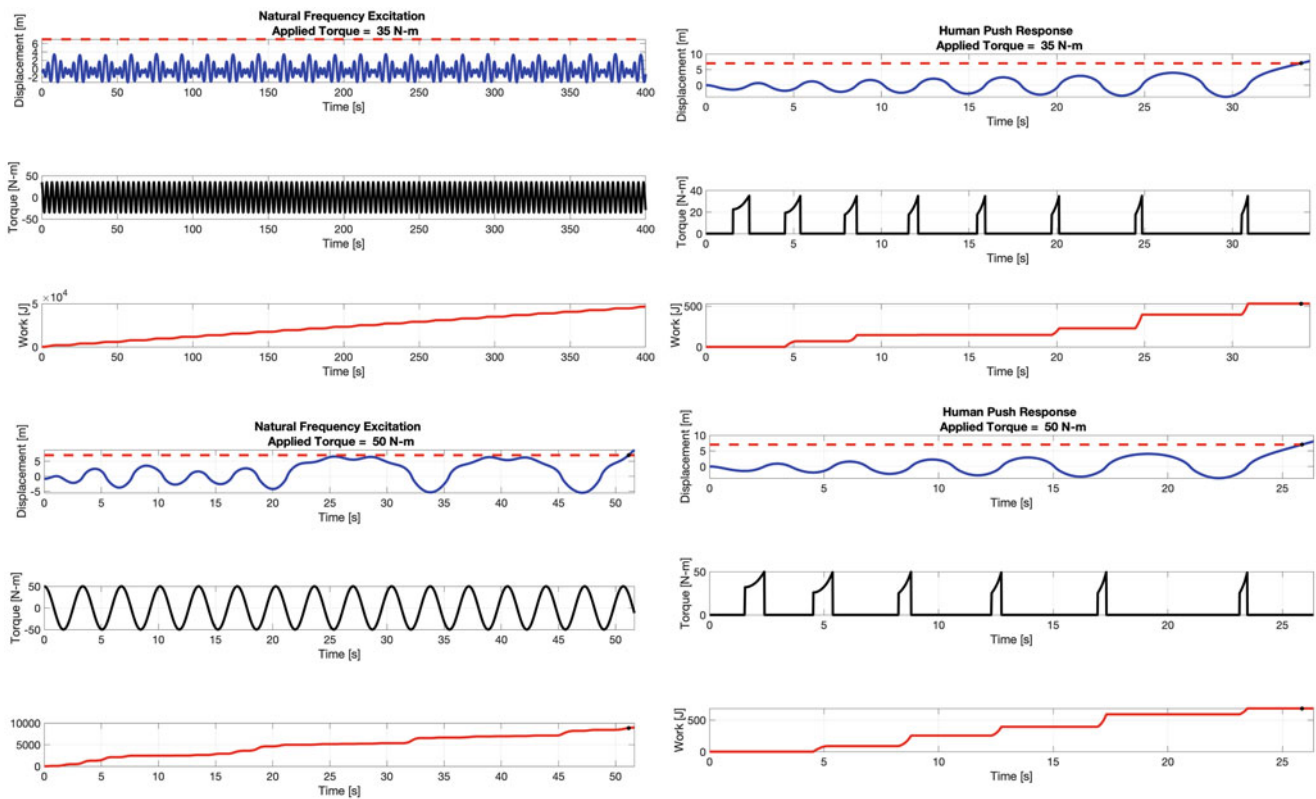 Natural Frequency Excitation
Applied Torque = 35 N-m
Displacement [m]
6
4
2
0
-2
0 50 100 150 200 250 300 350 400
Time [s]
Torque [N-m]
50
0
-50
0 50 100 150 200 250 300 350 400
Time [s]
Work [J]
×10⁴
5
0
0 50 100 150 200 250 300 350 400
Time [s]
Human Push Response
Applied Torque = 35 N-m
Displacement [m]
10
5
0
0 5 10 15 20 25 30
Time [s]
Torque [N-m]
40
20
0
0 5 10 15 20 25 30
Time [s]
Work [J]
500
0
0 5 10 15 20 25 30
Time [s]
Natural Frequency Excitation
Applied Torque = 50 N-m
Displacement [m]
5
0
-5
0 5 10 15 20 25 30 35 40 45 50
Time [s]
Torque [N-m]
50
0
-50
0 5 10 15 20 25 30 35 40 45 50
Time [s]
10000
5000
0
0 5 10 15 20 25 30 35 40 45 50
Human Push Response
Applied Torque = 50 N-m
Displacement [m]
10
5
0
0 5 10 15 20 25
Time [s]
Torque [N-m]
50
0
0 5 10 15 20 25
Time [s]
Work [J]
500
0
0 5 10 15 20 25
Time [s]